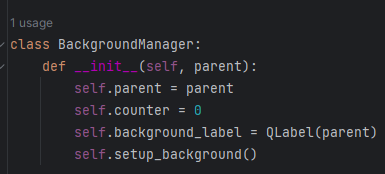 1 usage
class BackgroundManager:
    def __init__(self, parent):
        self.parent = parent
        self.counter = 0
        self.background_label = QLabel(parent)
        self.setup_background()